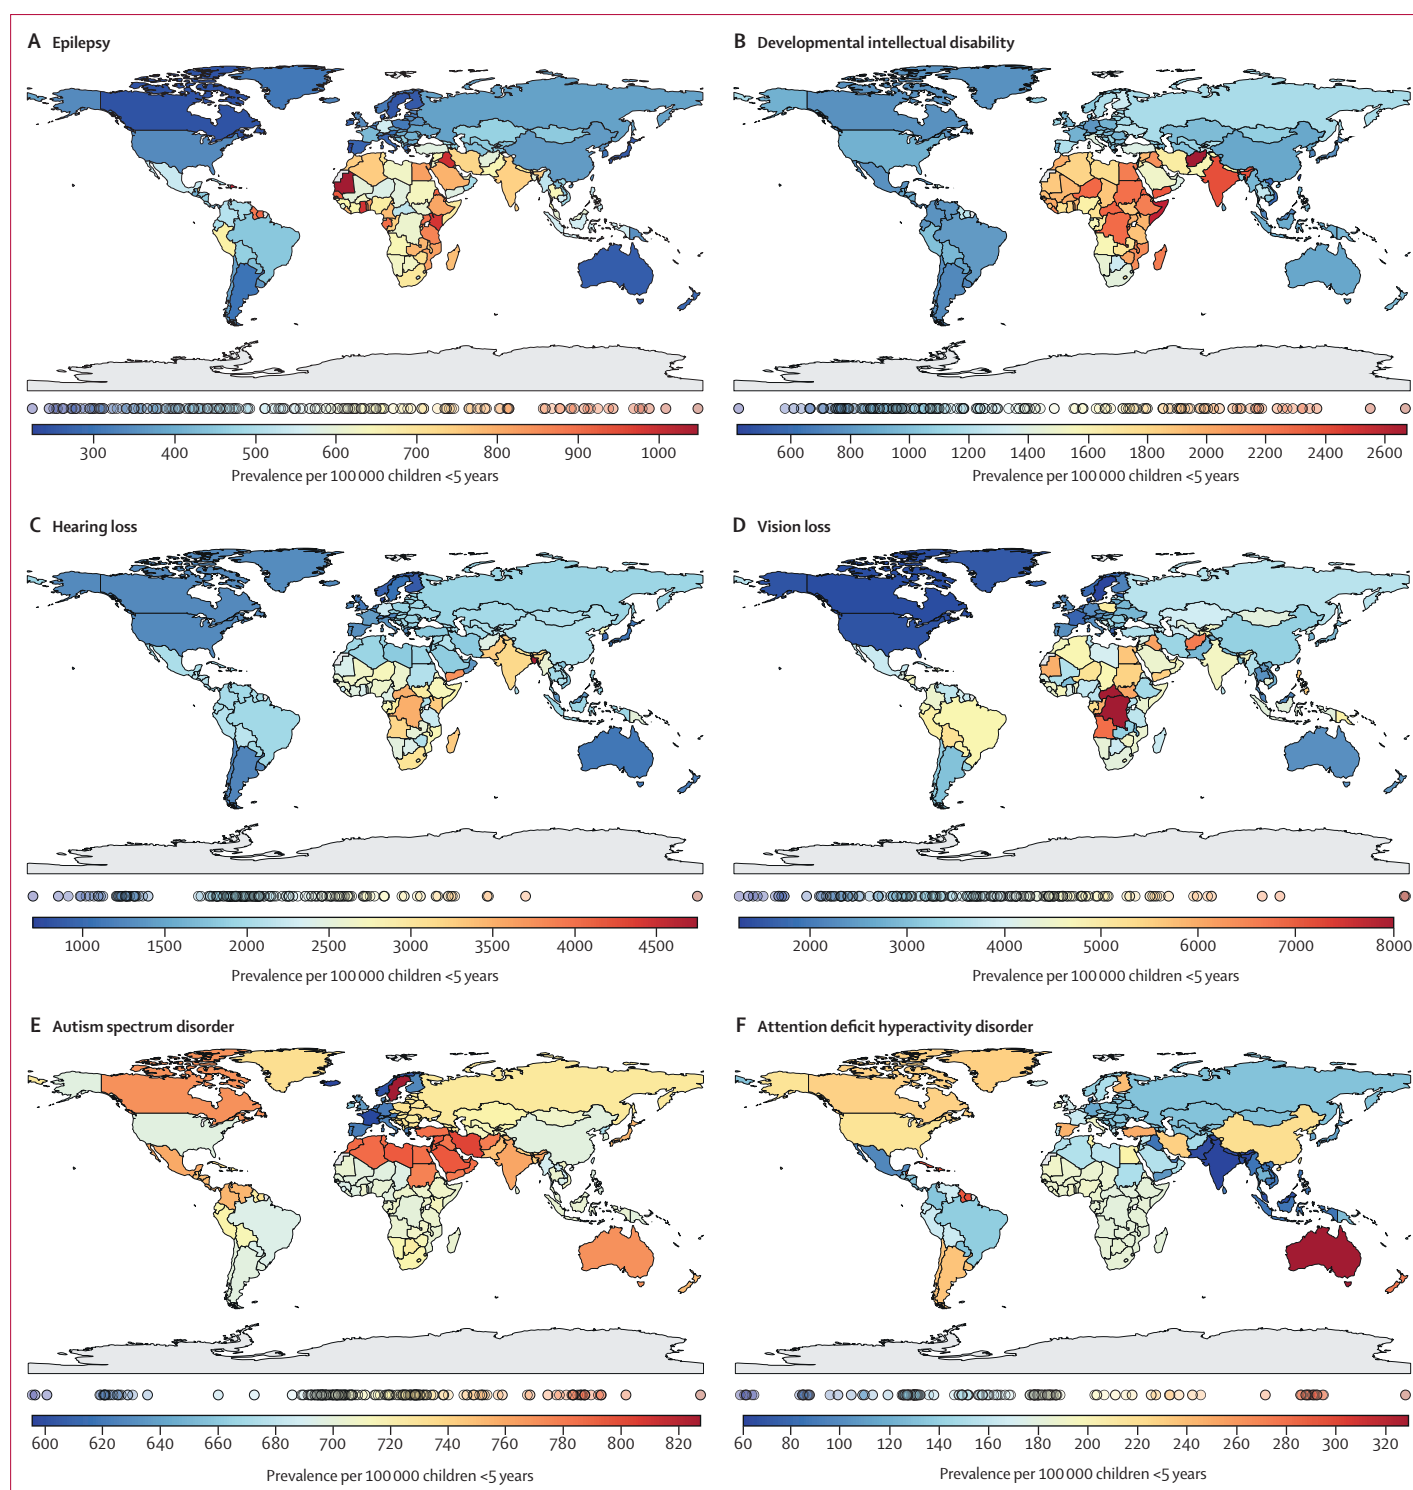 A Epilepsy
B Developmental intellectual disability
300 400 500 600 700 800 900 1000
Prevalence per 100 000 children <5 years
600 800 1000 1200 1400 1600 1800 2000 2200 2400 2600
Prevalence per 100 000 children <5 years
C Hearing loss
D Vision loss
1000 1500 2000 2500 3000 3500 4000 4500
Prevalence per 100 000 children <5 years
2000 3000 4000 5000 6000 7000 8000
Prevalence per 100 000 children <5 years
E Autism spectrum disorder
F Attention deficit hyperactivity disorder
600 620 640 660 680 700 720 740 760 780 800 820
Prevalence per 100 000 children <5 years
60 80 100 120 140 160 180 200 220 240 260 280 300 320
Prevalence per 100 000 children <5 years